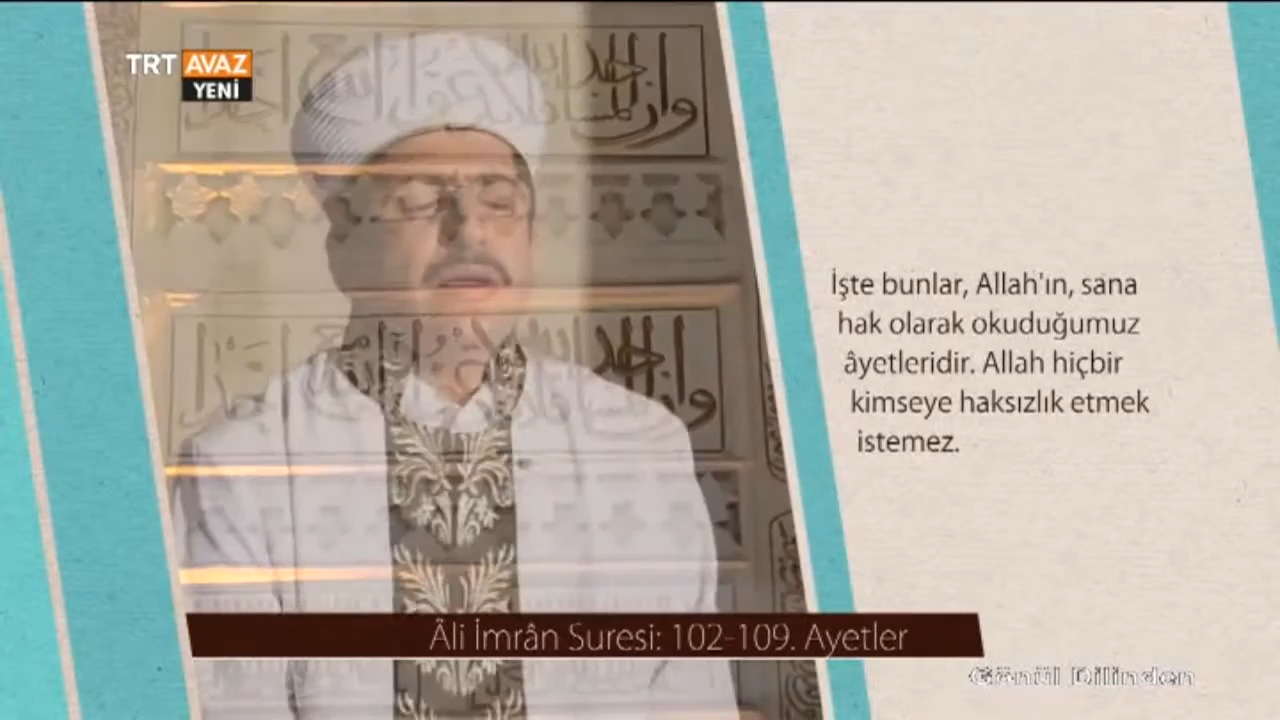 TRT AVAZ
YENİ
İşte bunlar, Allah'ın, sana
hak olarak okuduğumuz
âyetleridir. Allah hiçbir
kimseye haksızlık etmek
istemez.
Âli İmrân Suresi: 102-109. Ayetler
Gönül Dilinden